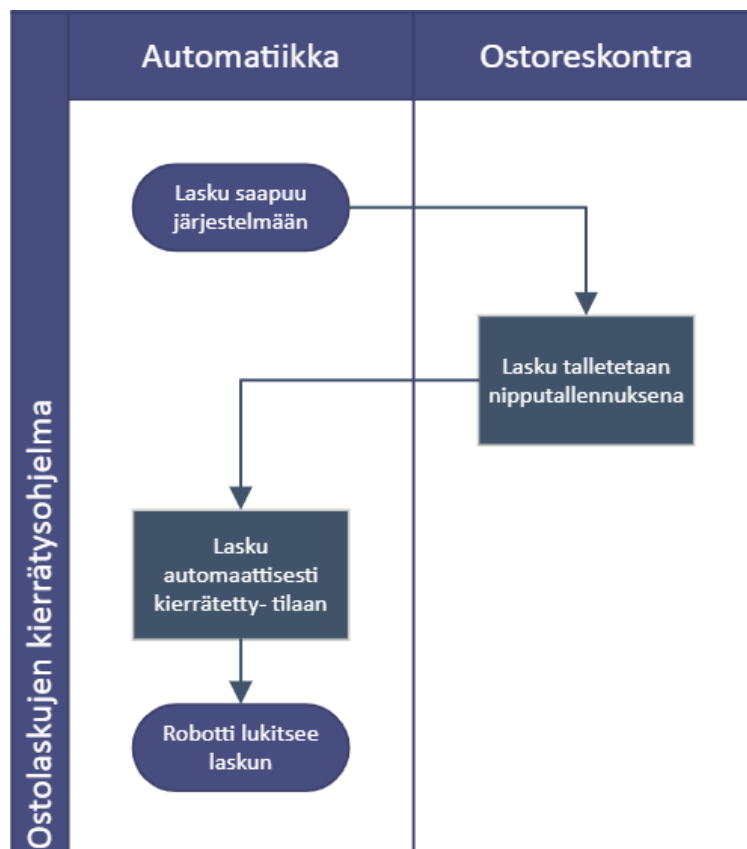 Automatiikka
Ostoreskontra
Lasku saapuu
järjestelmään
Lasku talletetaan
nipputallennuksena
Lasku
automaattisesti
kierrätetty- tilaan
Robotti lukitsee
laskun
Ostolaskujen kierrätysohjelma